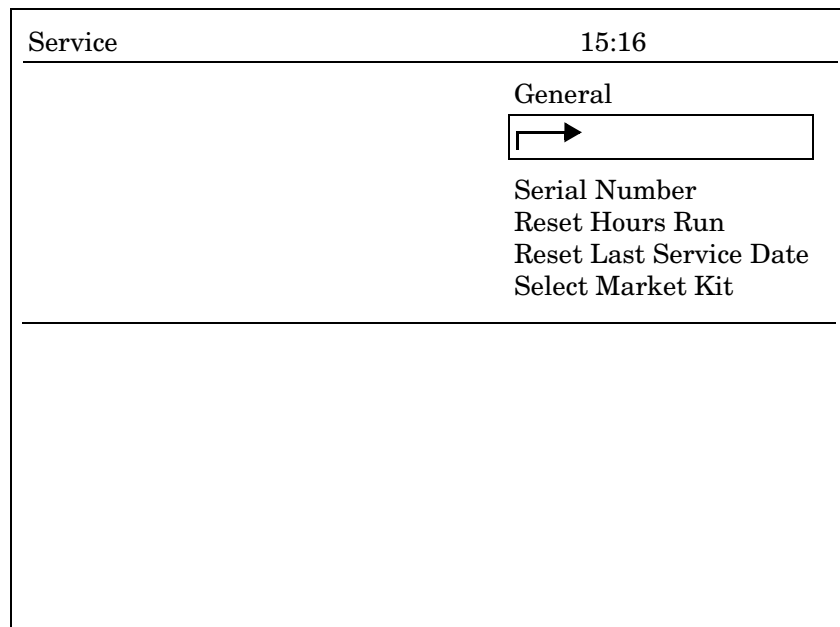 Service 15:16
General
Serial Number
Reset Hours Run
Reset Last Service Date
Select Market Kit